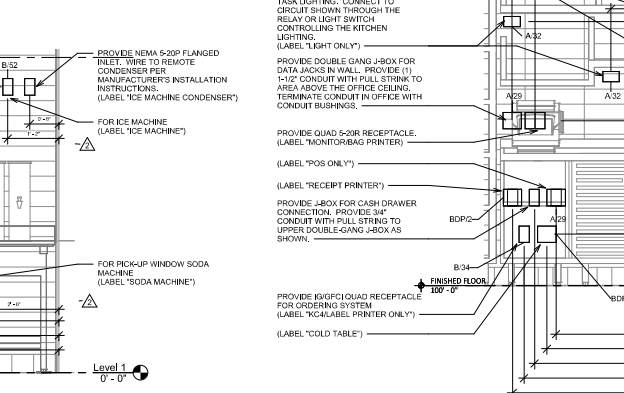 TASK LIGHTING. CONNECT TO
CIRCUIT SHOWN THROUGH THE
RELAY OR LIGHT SWITCH
CONTROLLING THE KITCHEN
LIGHTING.
(LABEL "LIGHT ONLY")
A/32
PROVIDE NEMA 5-20P FLANGED
INLET. WIRE TO REMOTE
CONDENSER PER
MANUFACTURER'S INSTALLATION
INSTRUCTIONS.
(LABEL "ICE MACHINE CONDENSER")
B/52
FOR ICE MACHINE
(LABEL "ICE MACHINE")
1'- 2"
2
PROVIDE DOUBLE GANG J-BOX FOR
DATA JACKS IN WALL. PROVIDE (1)
1-1/2" CONDUIT WITH PULL STRINK TO
AREA ABOVE THE OFFICE CEILING.
TERMINATE CONDUIT IN OFFICE WITH
CONDUIT BUSHINGS.
A/29
A/32
PROVIDE QUAD 5-20R RECEPTACLE.
(LABEL "MONITOR/BAG PRINTER)
(LABEL "POS ONLY")
(LABEL "RECEIPT PRINTER")
PROVIDE J-BOX FOR CASH DRAWER
CONNECTION. PROVIDE 3/4"
CONDUIT WITH PULL STRING TO
UPPER DOUBLE-GANG J-BOX AS
SHOWN.
BDP/2
A/29
B/34
FOR PICK-UP WINDOW SODA
MACHINE
(LABEL "SODA MACHINE")
2
FINISHED FLOOR
100' - 0"
PROVIDE IG/GFCI QUAD RECEPTACLE
FOR ORDERING SYSTEM
(LABEL "KC4/LABEL PRINTER ONLY")
(LABEL "COLD TABLE")
Level 1
0' - 0"